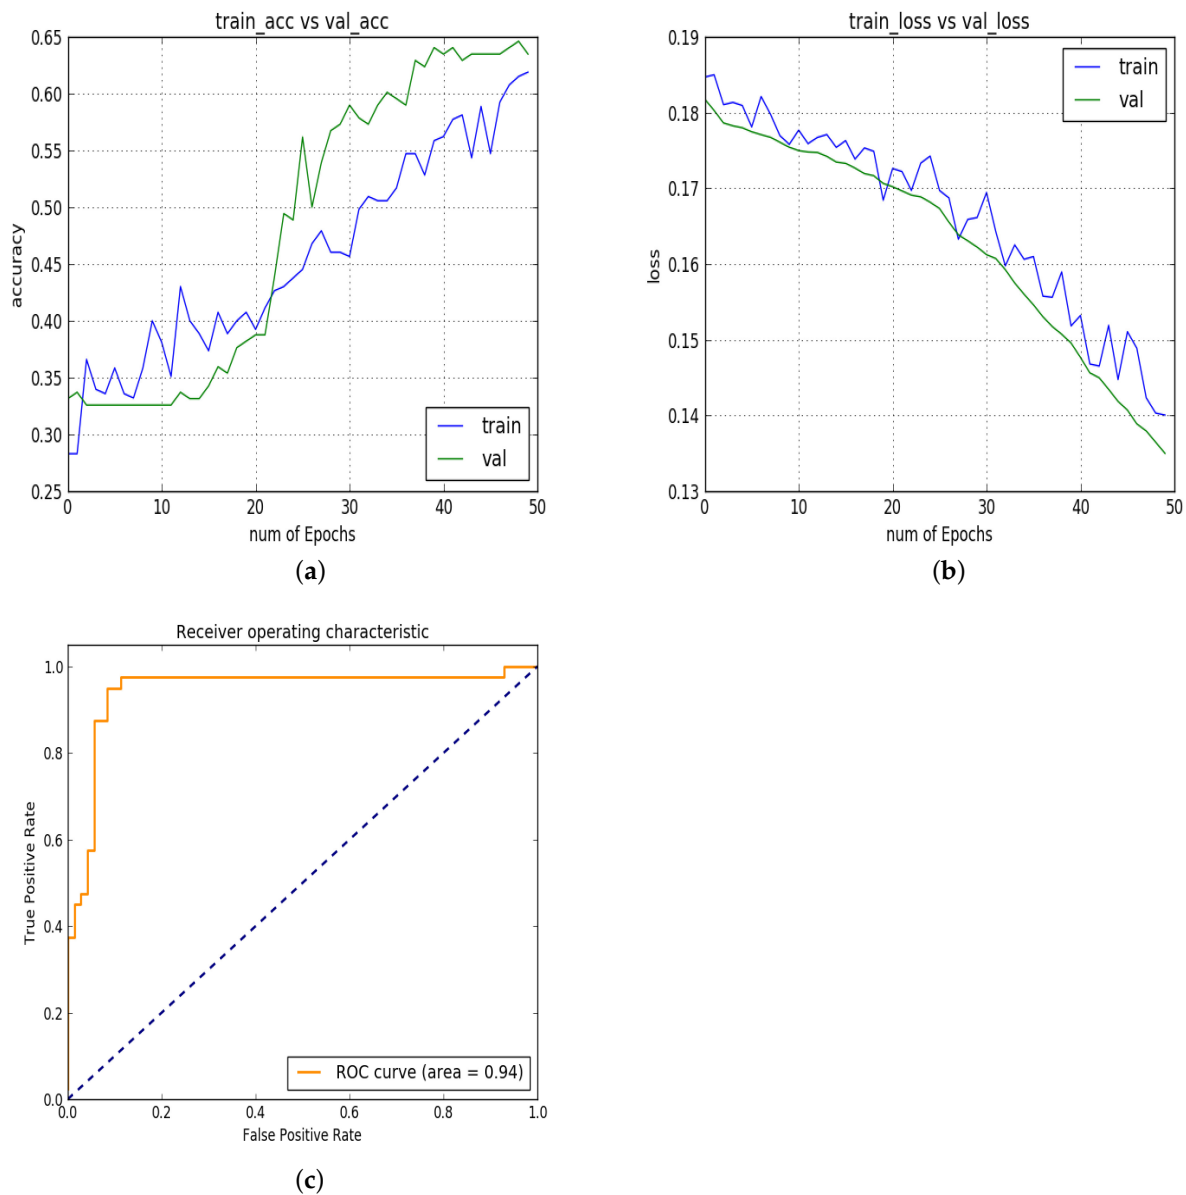 train_acc vs val_acc
0.65
0.60
0.55
0.50
0.45
0.40
0.35
0.30
0.25
accuracy
train
val
0 10 20 30 40 50
num of Epochs
(a)
train_loss vs val_loss
0.19
0.18
0.17
0.16
0.15
0.14
0.13
loss
train
val
0 10 20 30 40 50
num of Epochs
(b)
Receiver operating characteristic
1.0
0.8
0.6
0.4
0.2
0.0
True Positive Rate
ROC curve (area = 0.94)
0.0 0.2 0.4 0.6 0.8 1.0
False Positive Rate
(c)